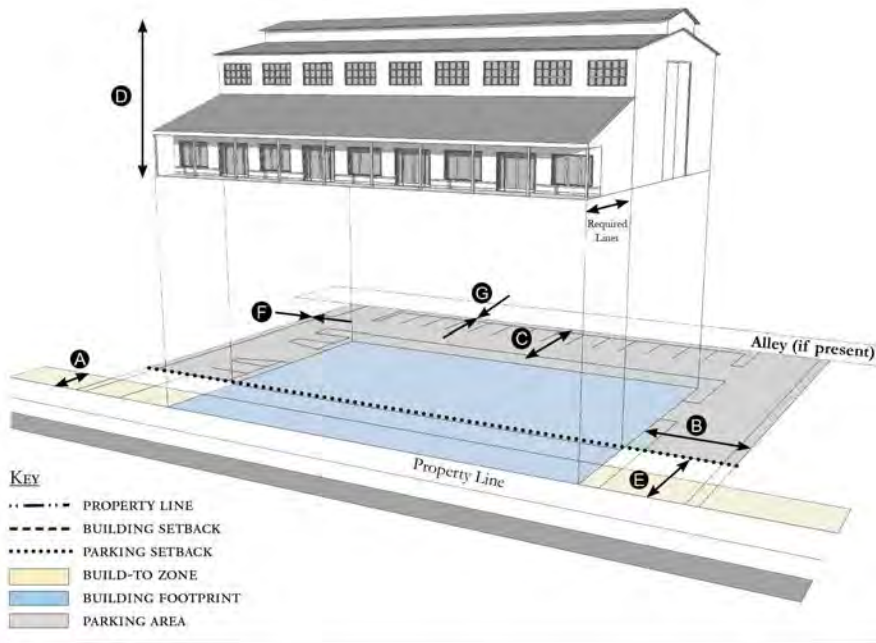 D
Required
Liner
G
F
C
Alley (if present)
A
B
Property Line
E
KEY
PROPERTY LINE
BUILDING SETBACK
PARKING SETBACK
BUILD-TO ZONE
BUILDING FOOTPRINT
PARKING AREA